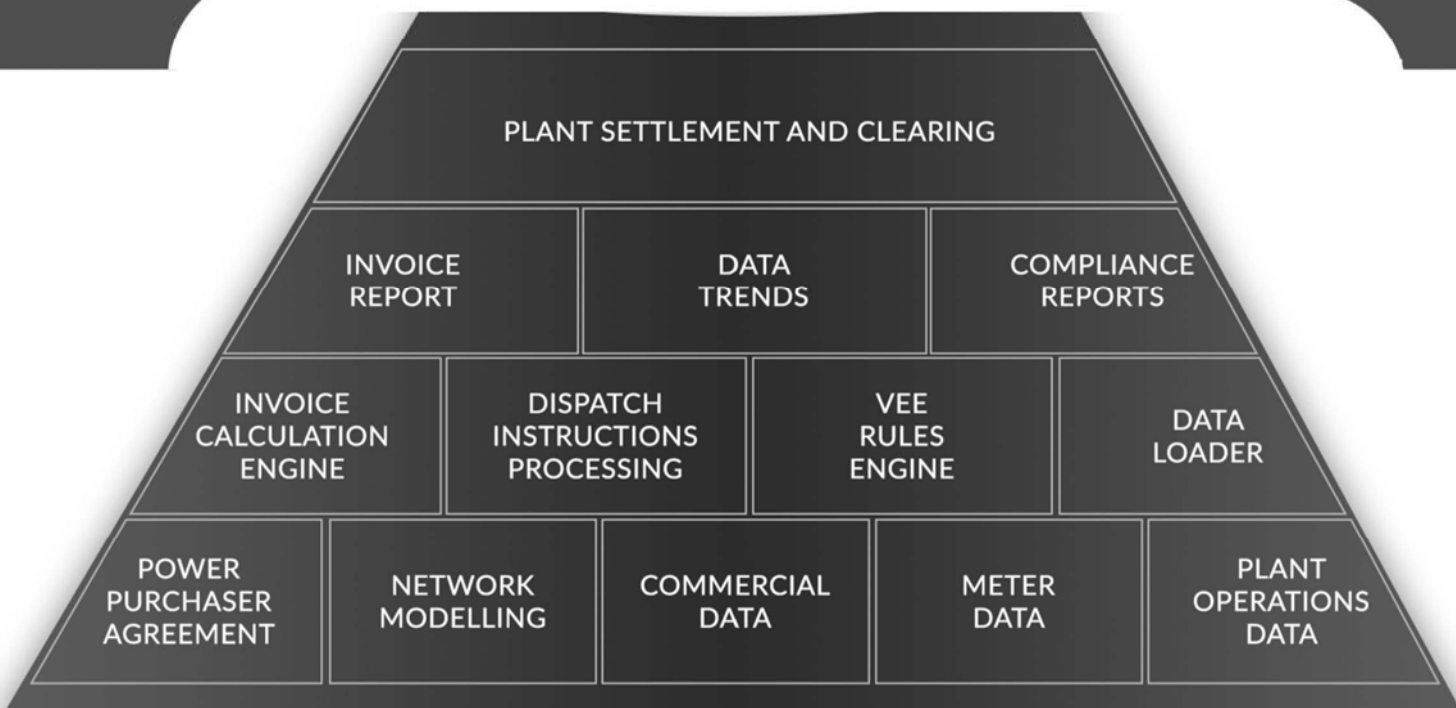 PLANT SETTLEMENT AND CLEARING
INVOICE
REPORT
DATA
TRENDS
COMPLIANCE
REPORTS
INVOICE
CALCULATION
ENGINE
DISPATCH
INSTRUCTIONS
PROCESSING
VEE
RULES
ENGINE
DATA
LOADER
POWER
PURCHASER
AGREEMENT
NETWORK
MODELLING
COMMERCIAL
DATA
METER
DATA
PLANT
OPERATIONS
DATA